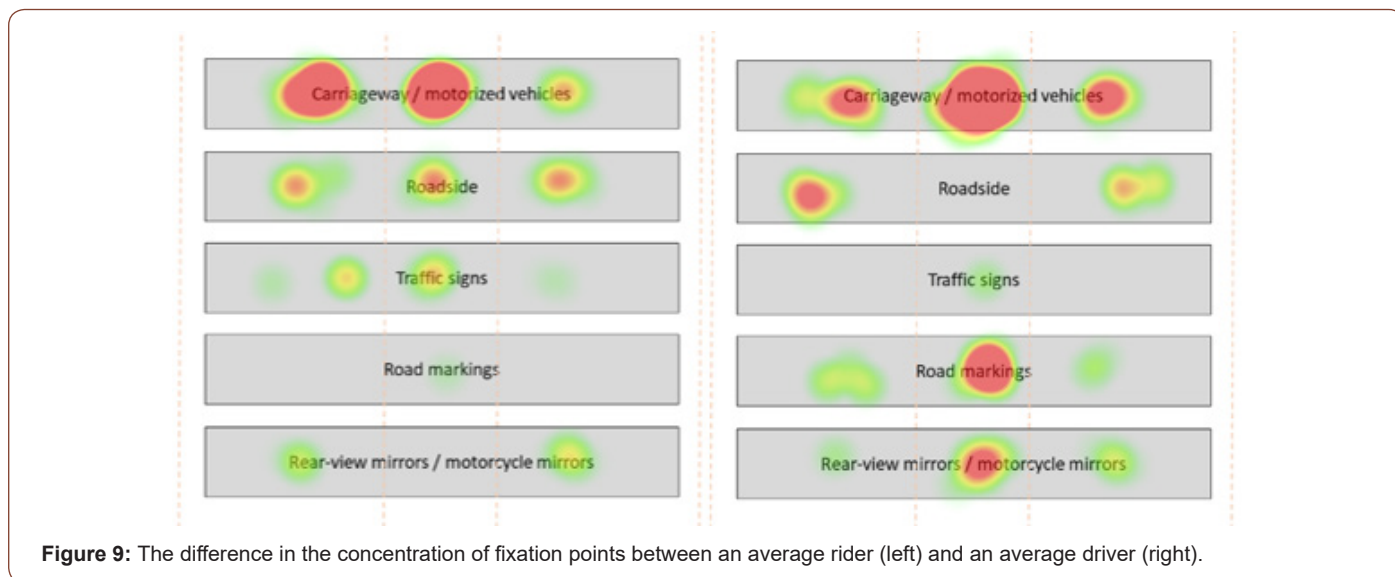 Carriageway / motorized vehicles
Roadside
Traffic signs
Road markings
Rear-view mirrors / motorcycle mirrors
Carriageway / motorized vehicles
Roadside
Traffic signs
Road markings
Rear-view mirrors / motorcycle mirrors
Figure 9: The difference in the concentration of fixation points between an average rider (left) and an average driver (right).